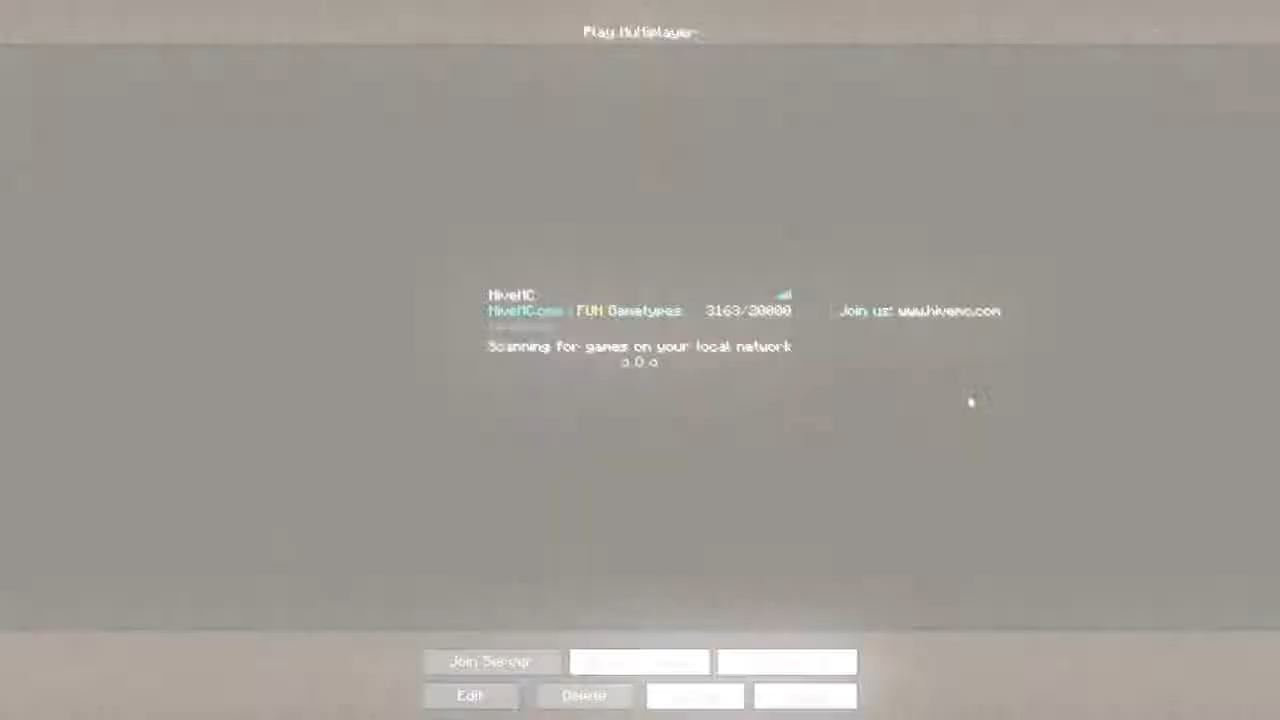 Play Multiplayer
HiveMC
HiveMC.com FUN Gametypes 3163/20000 Join us: www.hivemc.com
Scanning for games on your local network
o O o
Join Server
Edit Delete